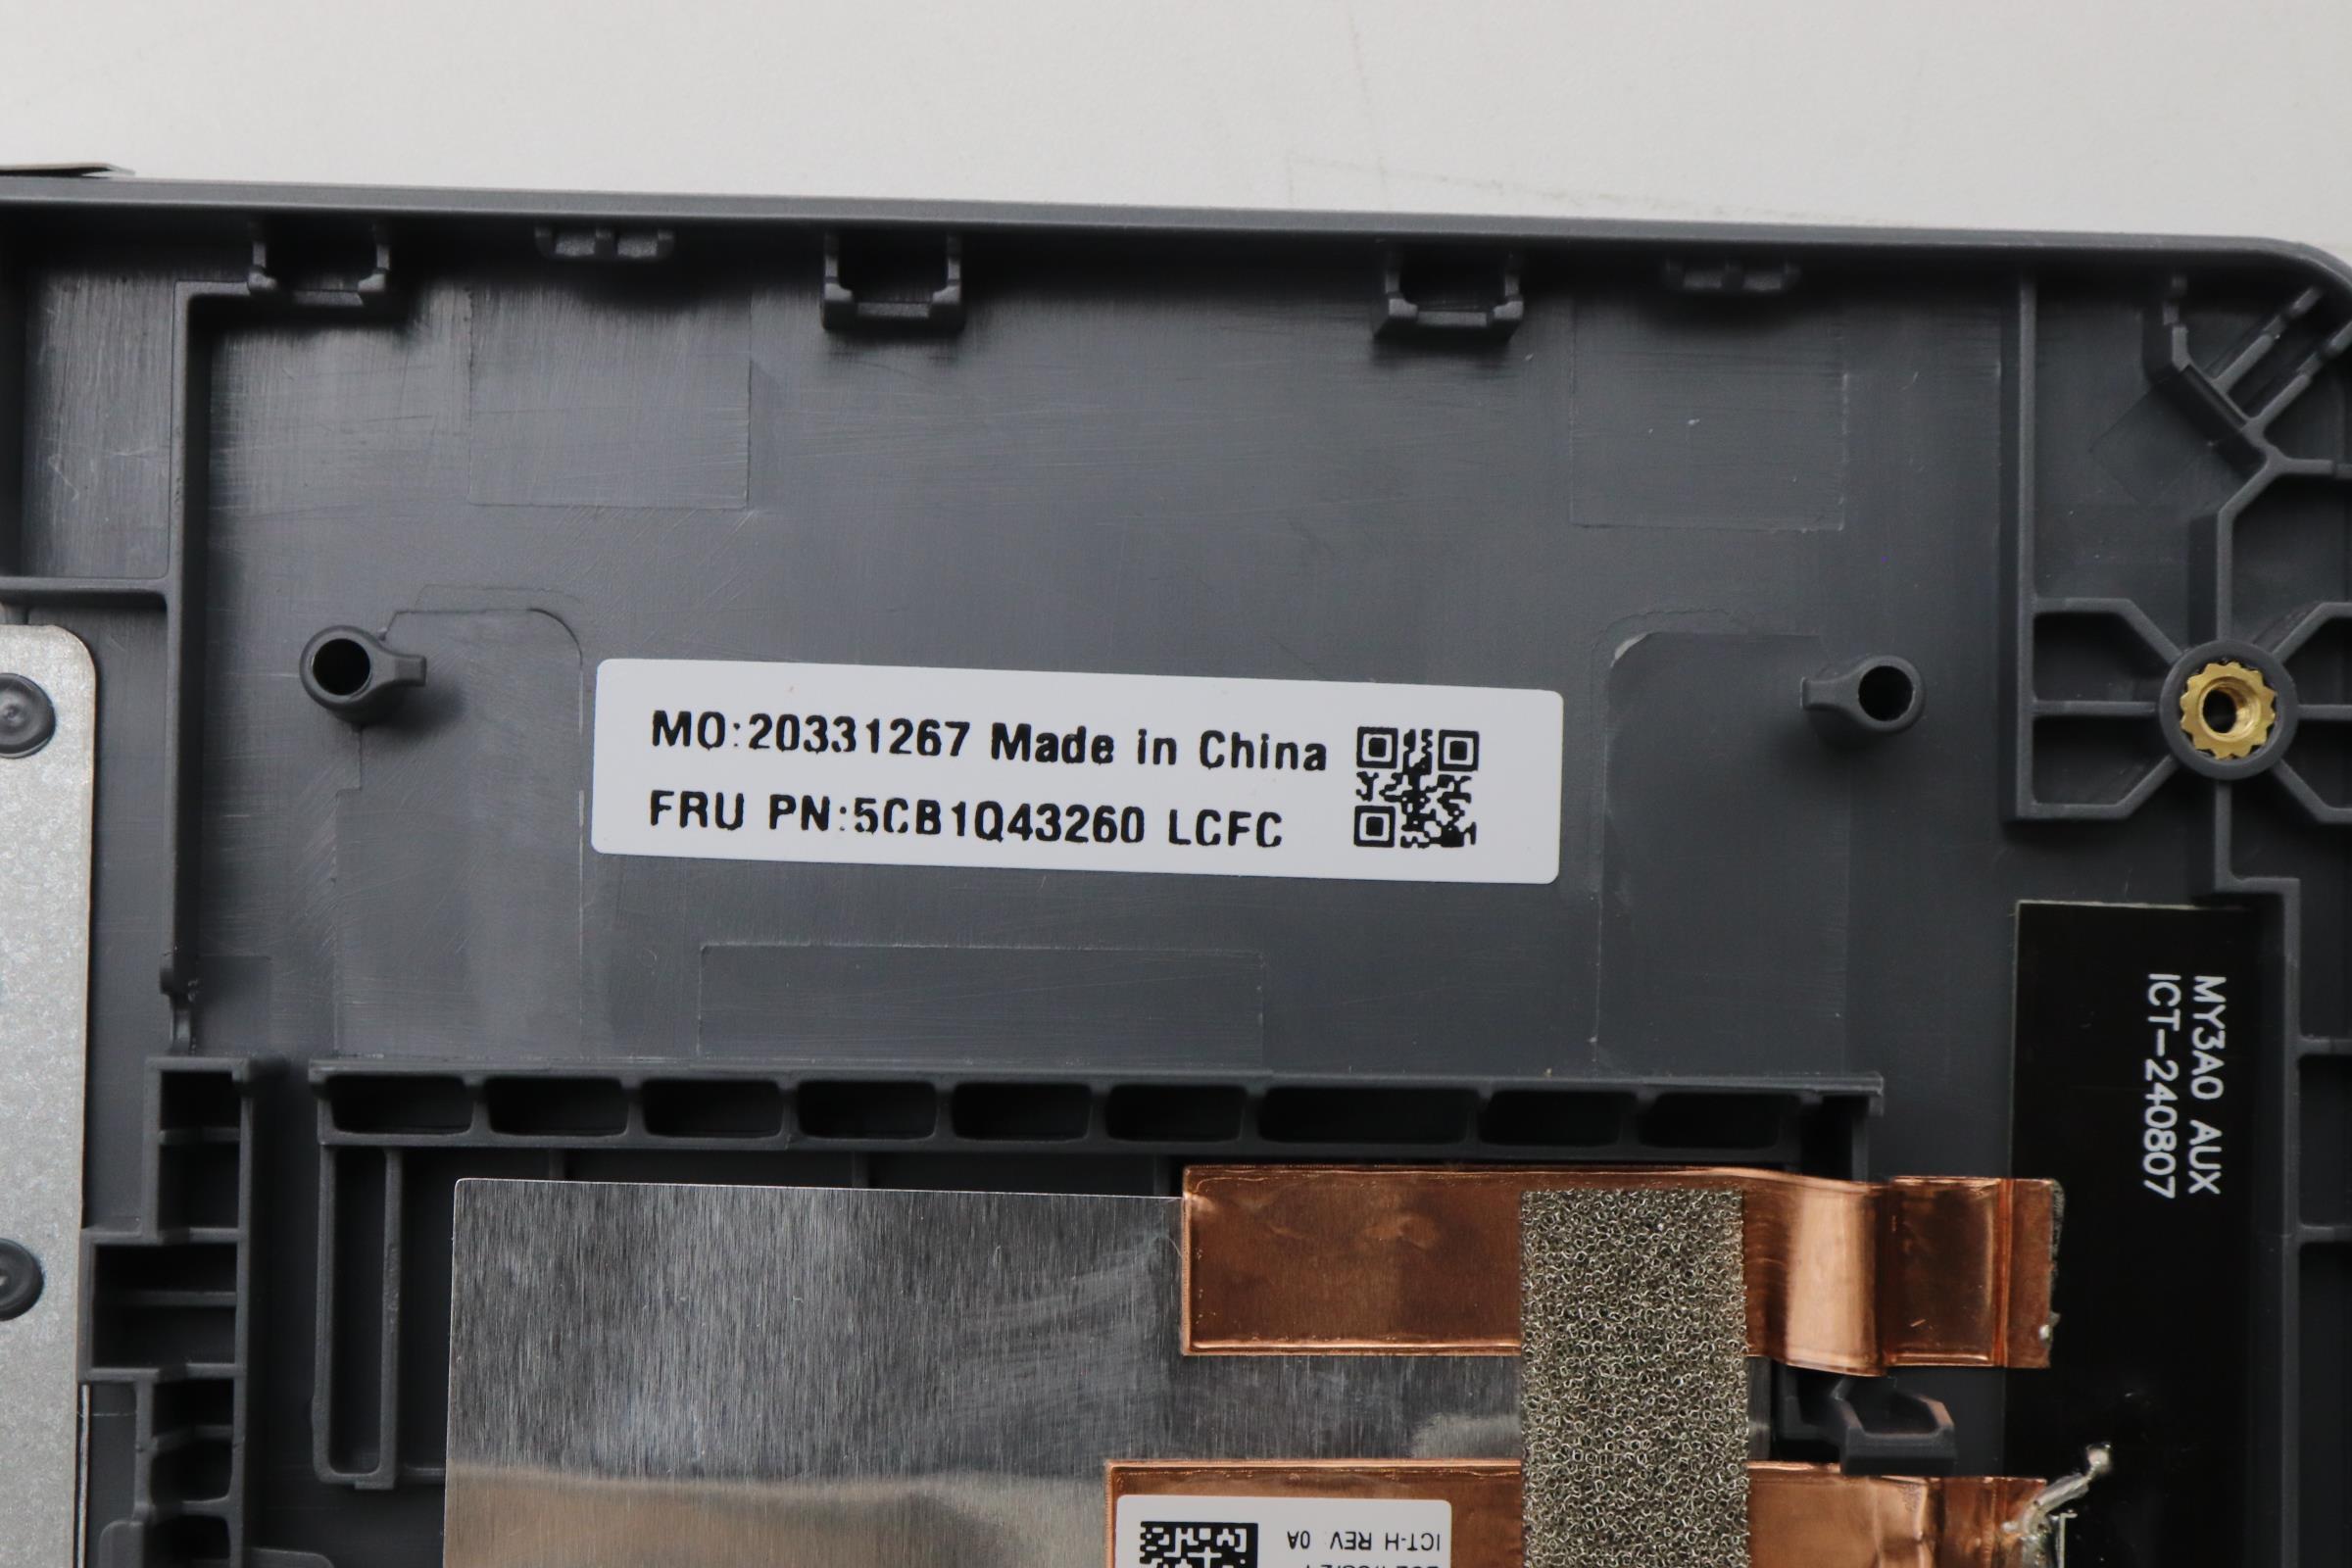 MO:20331267 Made in China
FRU PN:5CB1Q43260 LCFC
MY3A0 AUX
ICT-240807
ICT-H REV 0A